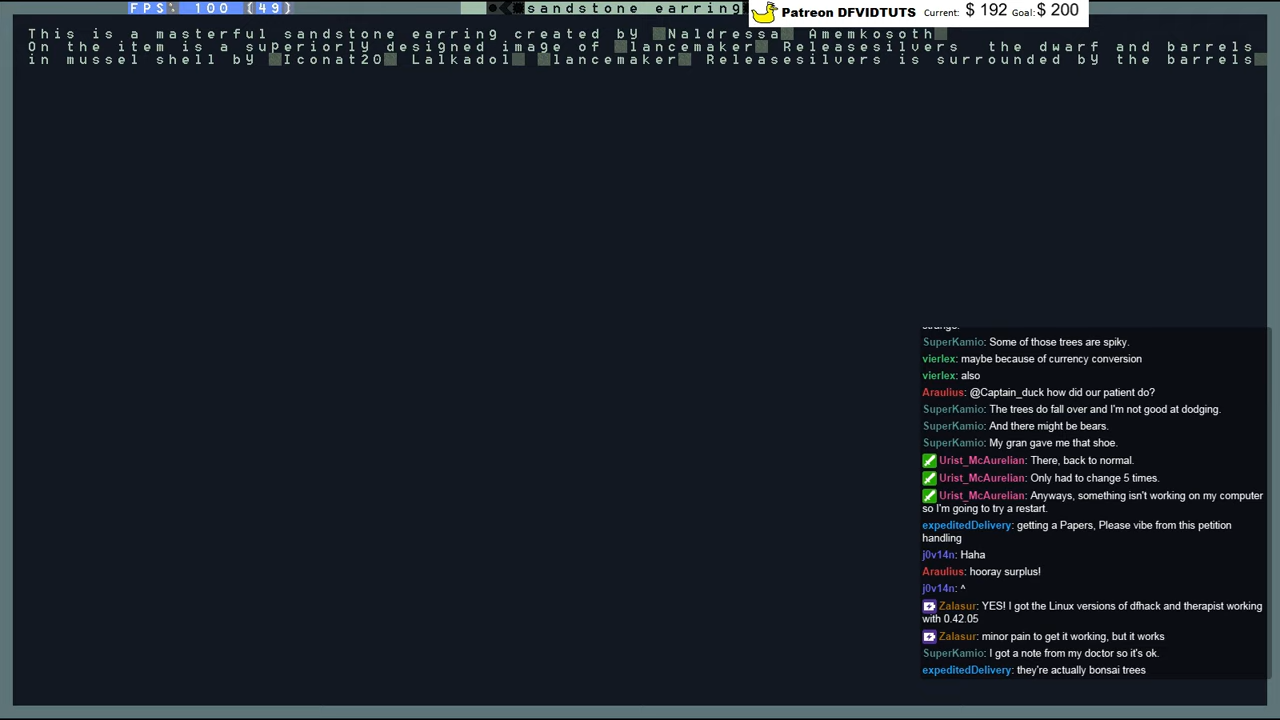 FPS: 100 (49)
sandstone earring
Patreon DFVIDTUTS Current: $ 192 Goal: $ 200
This is a masterful sandstone earring created by Naldressa Amemkosoth
On the item is a superiorly designed image of lancemaker Releasesilvers the dwarf and barrels
in mussel shell by Iconat20 Lalkadol lancemaker Releasesilvers is surrounded by the barrels
strange.
SuperKamio: Some of those trees are spiky.
vierlex: maybe because of currency conversion
vierlex: also
Araulius: @Captain_duck how did our patient do?
SuperKamio: The trees do fall over and I'm not good at dodging.
SuperKamio: And there might be bears.
SuperKamio: My gran gave me that shoe.
Urist_McAurelian: There, back to normal.
Urist_McAurelian: Only had to change 5 times.
Urist_McAurelian: Anyways, something isn't working on my computer
so I'm going to try a restart.
expeditedDelivery: getting a Papers, Please vibe from this petition
handling
j0v14n: Haha
Araulius: hooray surplus!
j0v14n: ^
Zalasur: YES! I got the Linux versions of dfhack and therapist working
with 0.42.05
Zalasur: minor pain to get it working, but it works
SuperKamio: I got a note from my doctor so it's ok.
expeditedDelivery: they're actually bonsai trees